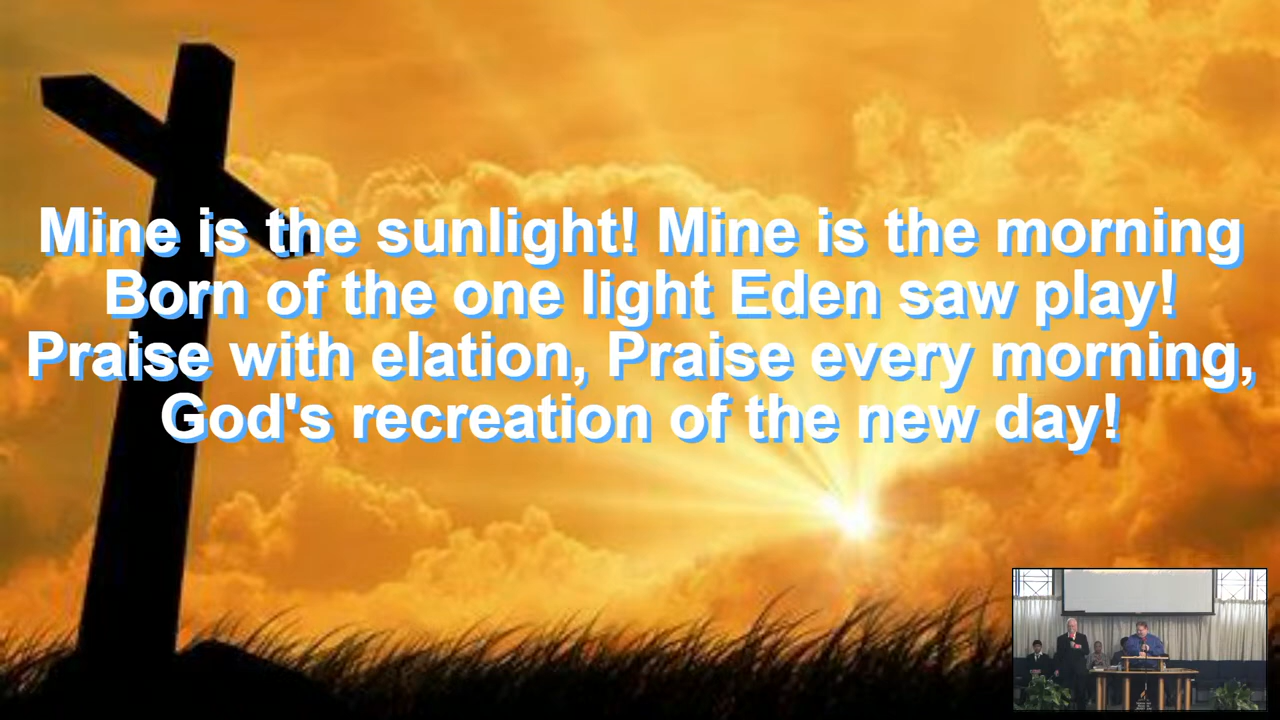 Mine is the sunlight! Mine is the morning
Born of the one light Eden saw play!
Praise with elation, Praise every morning,
God's recreation of the new day!